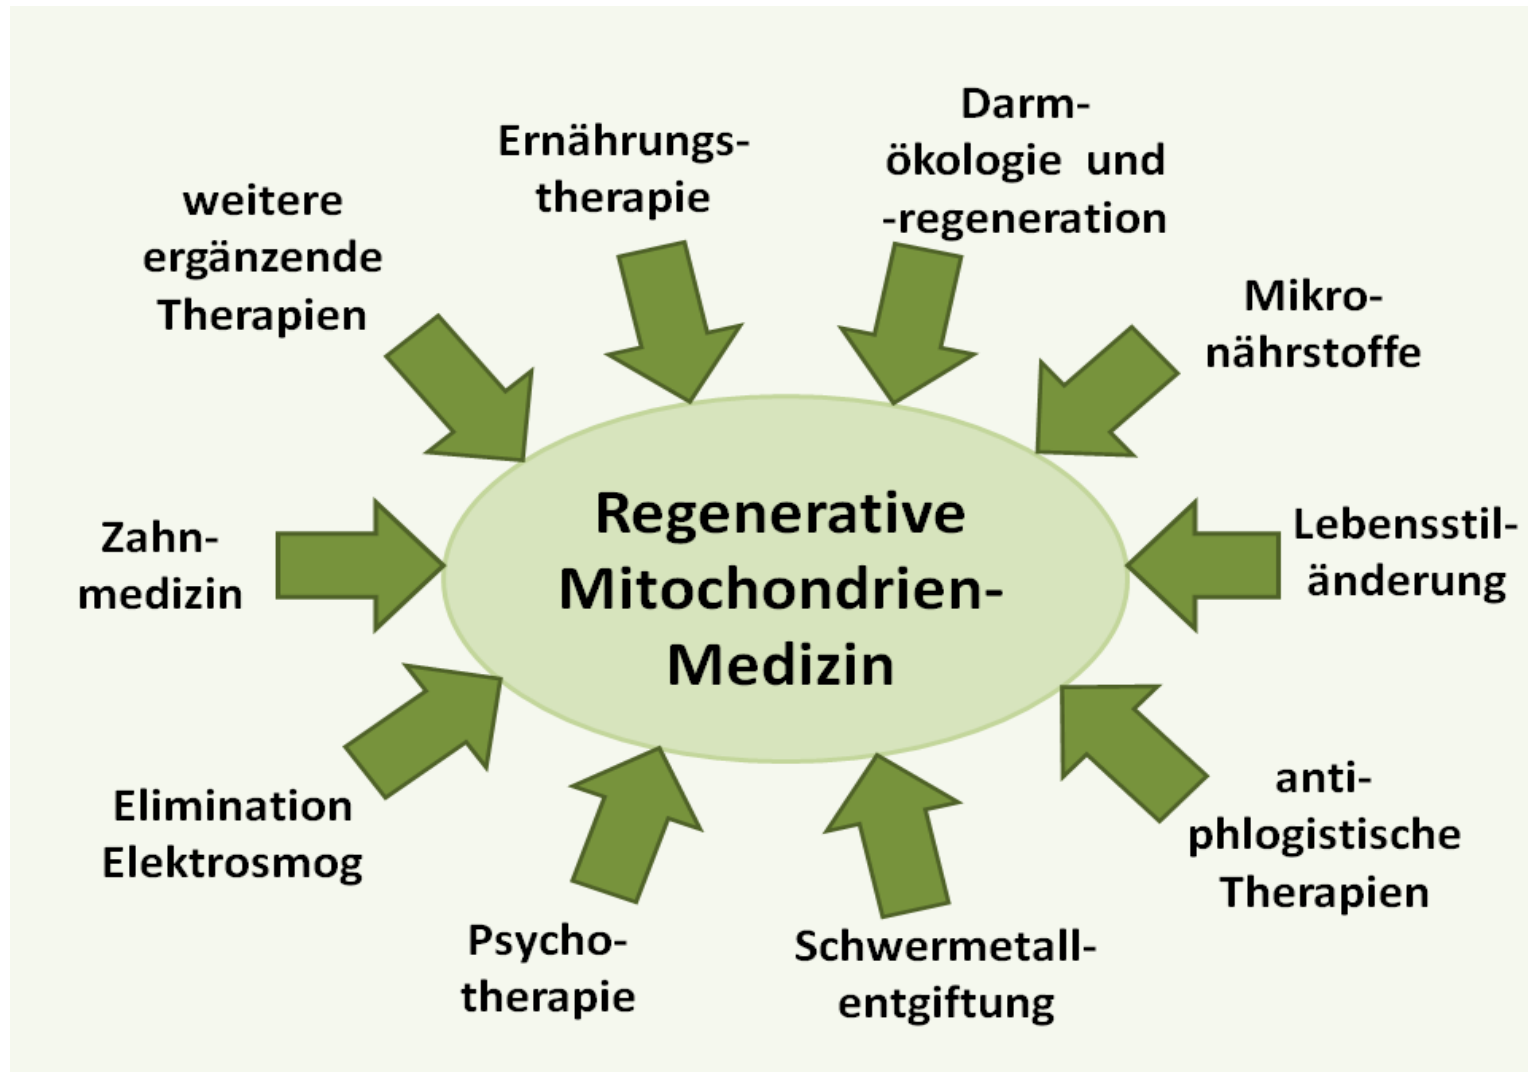 Darm-
ökologie und
-regeneration
Ernährungs-
therapie
weitere
ergänzende
Therapien
Mikro-
nährstoffe
Regenerative
Mitochondrien-
Medizin
Zahn-
medizin
Lebensstil-
änderung
Elimination
Elektrosmog
anti-
phlogistische
Therapien
Psycho-
therapie
Schwermetall-
entgiftung